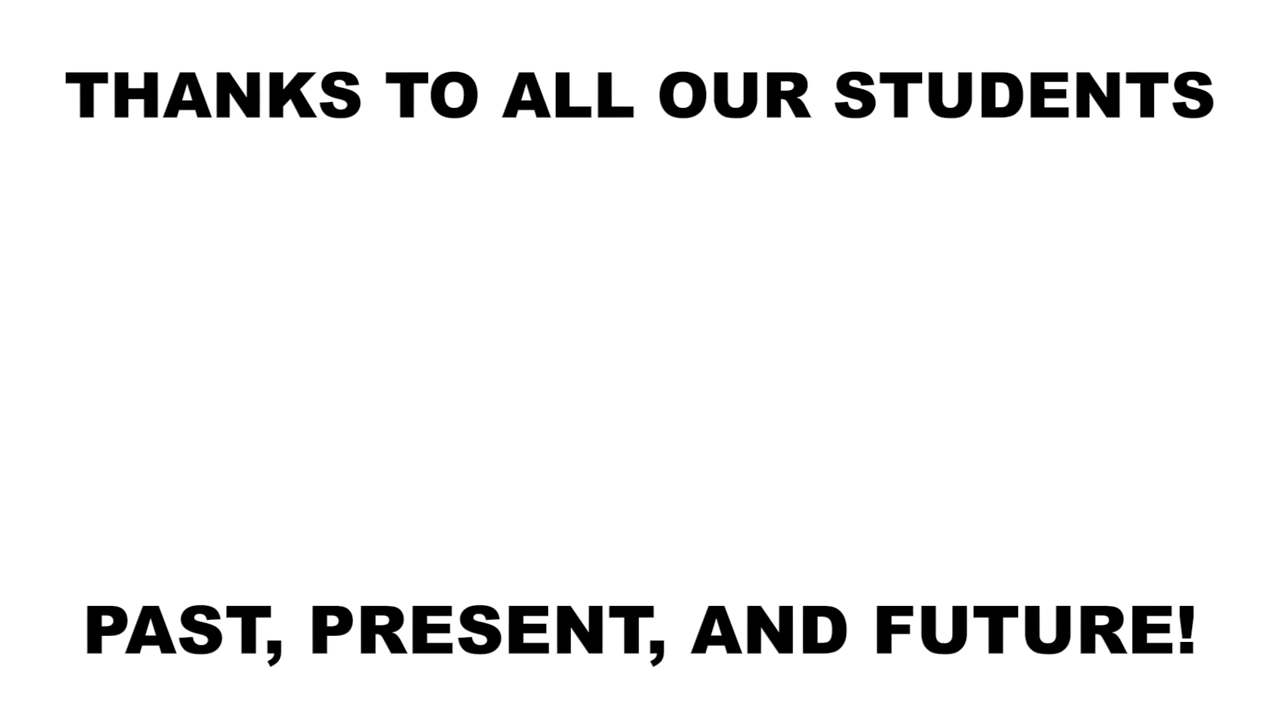 THANKS TO ALL OUR STUDENTS
PAST, PRESENT, AND FUTURE!